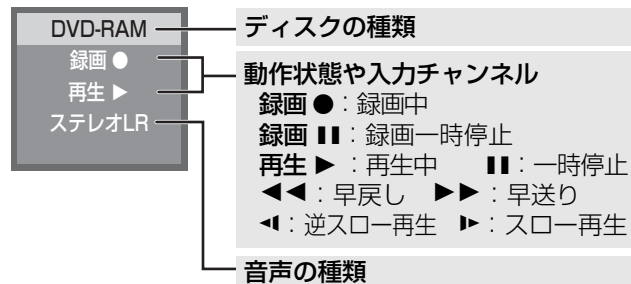 DVD-RAM
録画 ●
再生 ▶
ステレオLR
ディスクの種類
動作状態や入力チャンネル
録画 ●：録画中
録画 ▮▮：録画一時停止
再生 ▶：再生中 ▮▮：一時停止
◀◀：早戻し ▶▶：早送り
◀▮：逆スロー再生 ▮▶：スロー再生
音声の種類